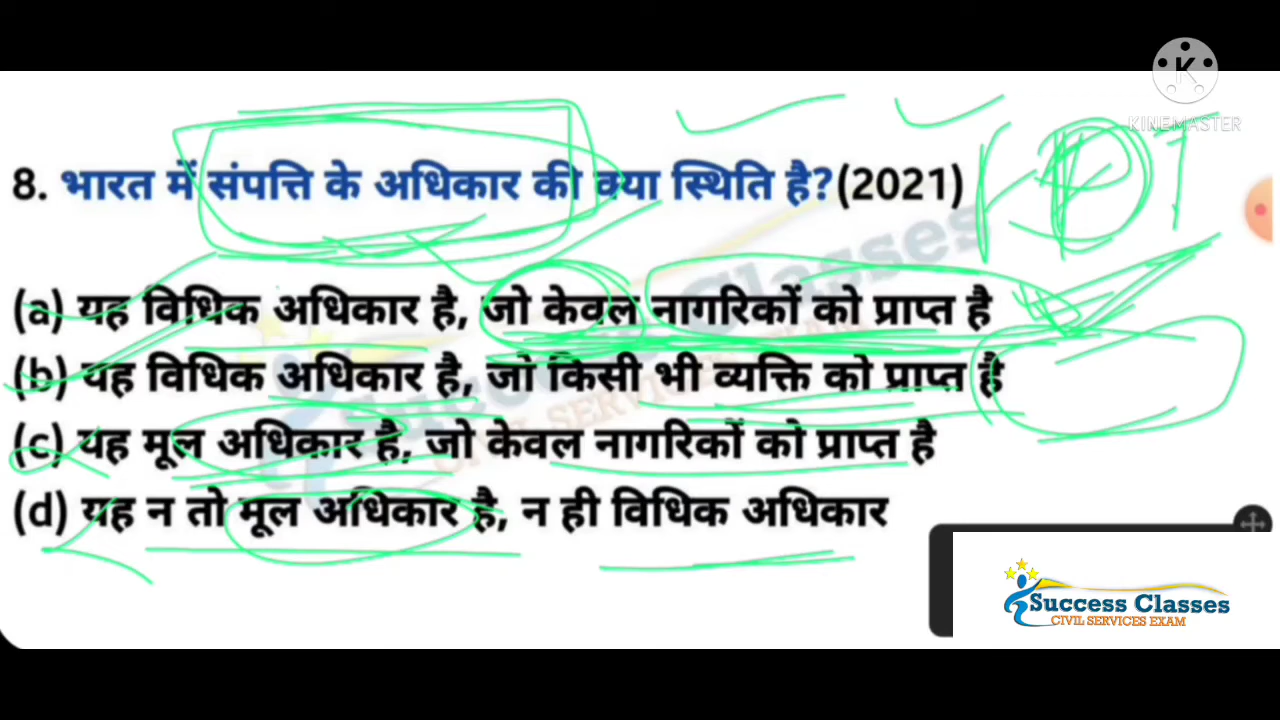 KINEMASTER
8. भारत में संपत्ति के अधिकार की क्या स्थिति है?(2021)
(a) यह विधिक अधिकार है, जो केवल नागरिकों को प्राप्त है
(b) यह विधिक अधिकार है, जो किसी भी व्यक्ति को प्राप्त है
(c) यह मूल अधिकार है, जो केवल नागरिकों को प्राप्त है
(d) यह न तो मूल अधिकार है, न ही विधिक अधिकार
Success Classes
CIVIL SERVICES EXAM